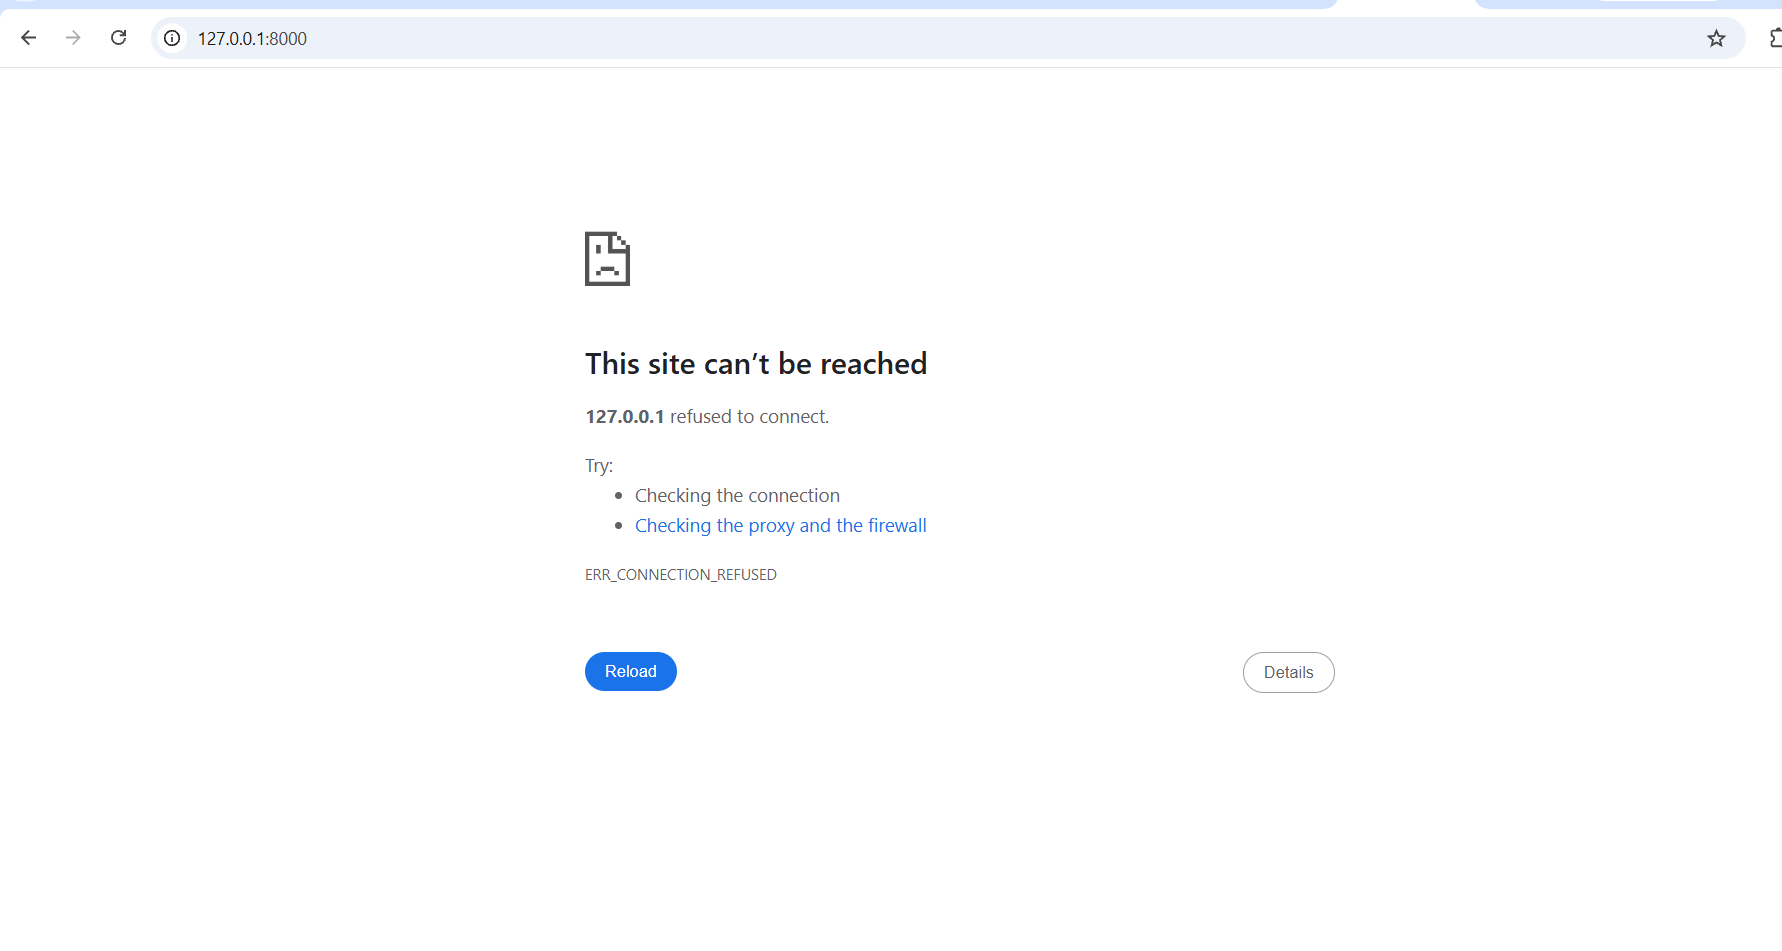 127.0.0.1:8000
This site can’t be reached
127.0.0.1 refused to connect.
Try:
Checking the connection
Checking the proxy and the firewall
ERR_CONNECTION_REFUSED
Reload
Details